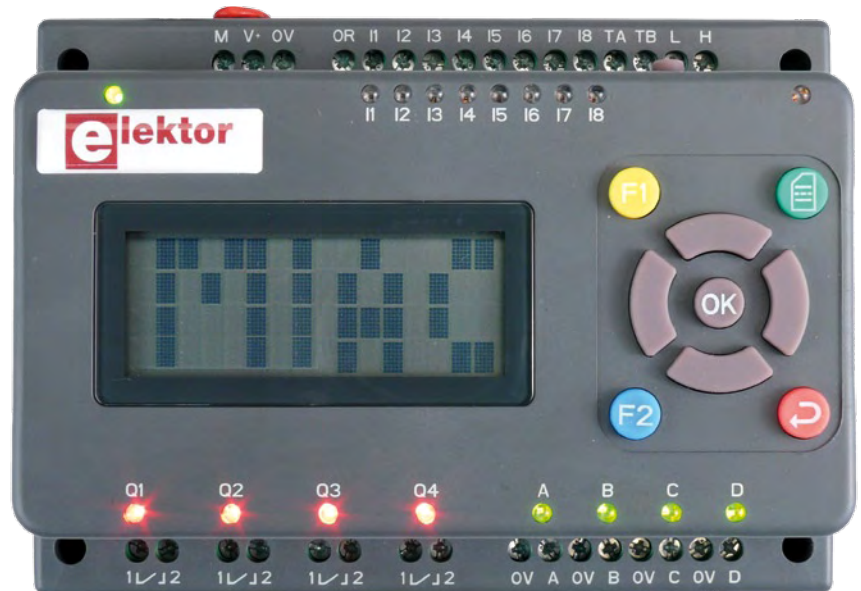 M V+ 0V OR I1 I2 I3 I4 I5 I6 I7 I8 TA TB L H
I1 I2 I3 I4 I5 I6 I7 I8
elektor
F1
MIAC
OK
F2
Q1 Q2 Q3 Q4 A B C D
1 2 1 2 1 2 1 2 0V A 0V B 0V C 0V D